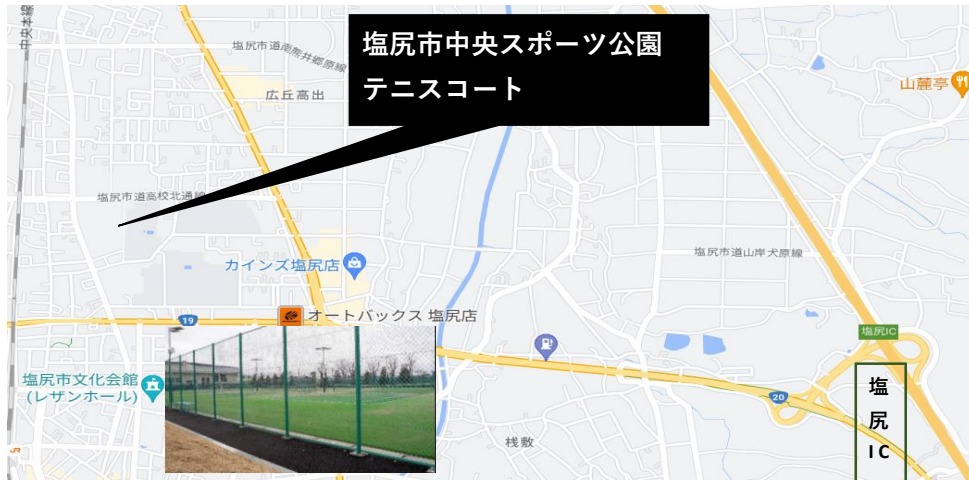 中央本線
塩尻市道南熊井郷原線
塩尻市中央スポーツ公園
テニスコート
広丘高出
山麓亭
塩尻市道高校北通線
カインズ塩尻店
塩尻市道山岸犬原線
19
オートバックス 塩尻店
塩尻IC
塩尻市文化会館
(レザンホール)
20
塩
尻
IC
桟敷
JR